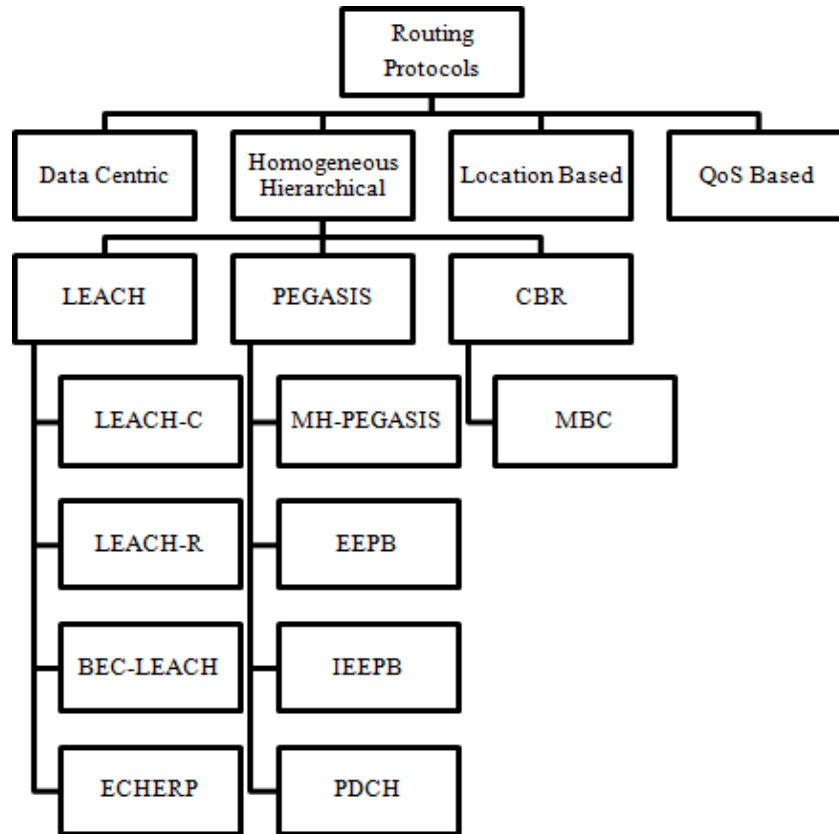 Routing
Protocols
Data Centric
Homogeneous
Hierarchical
Location Based
QoS Based
LEACH
PEGASIS
CBR
LEACH-C
MH-PEGASIS
MBC
LEACH-R
EEPB
BEC-LEACH
IEEPB
ECHERP
PDCH